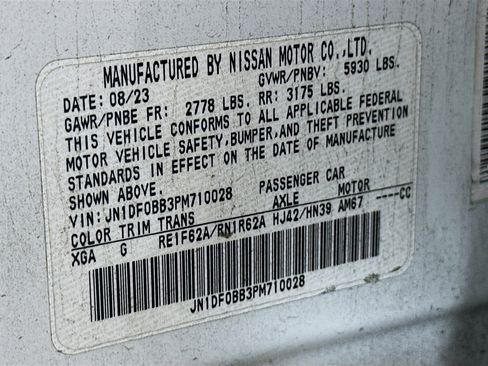 MANUFACTURED BY NISSAN MOTOR CO.,LTD.
DATE: 08/23 GVWR/PNBV: 5930 LBS.
GAWR/PNBE FR: 2778 LBS. RR: 3175 LBS.
THIS VEHICLE CONFORMS TO ALL APPLICABLE FEDERAL
MOTOR VEHICLE SAFETY,BUMPER,AND THEFT PREVENTION
STANDARDS IN EFFECT ON THE DATE OF MANUFACTURE
SHOWN ABOVE.
VIN: JN1DF0BB3PM710028 PASSENGER CAR
COLOR TRIM TRANS AXLE MOTOR
XGA G RE1F62A/RN1R62A HJ42/HN39 AM67 ----CC
JN1DF0BB3PM710028